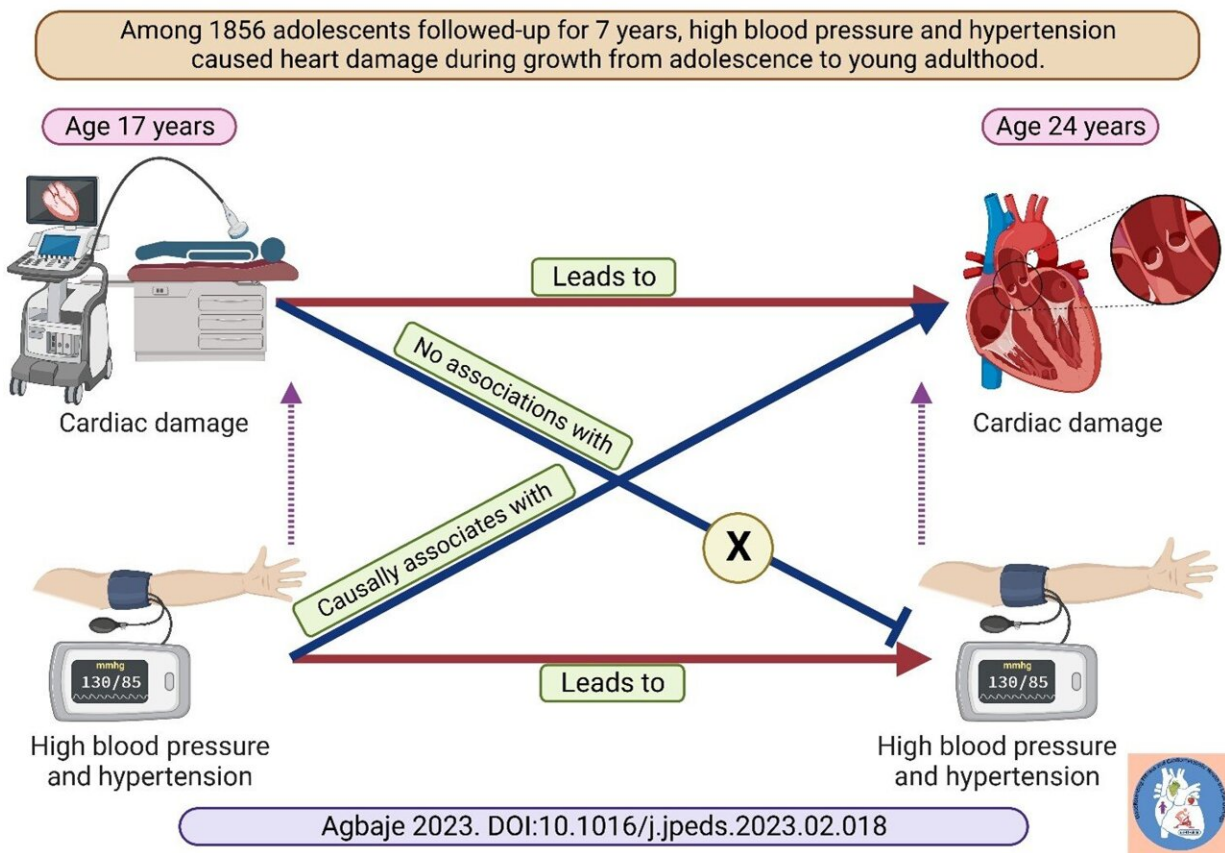 Among 1856 adolescents followed-up for 7 years, high blood pressure and hypertension
caused heart damage during growth from adolescence to young adulthood.
Age 17 years
Age 24 years
Leads to
No associations with
Cardiac damage
Cardiac damage
Causally associates with
X
mmhg
130/85
mmhg
130/85
Leads to
High blood pressure
and hypertension
High blood pressure
and hypertension
Agbaje 2023. DOI:10.1016/j.jpeds.2023.02.018